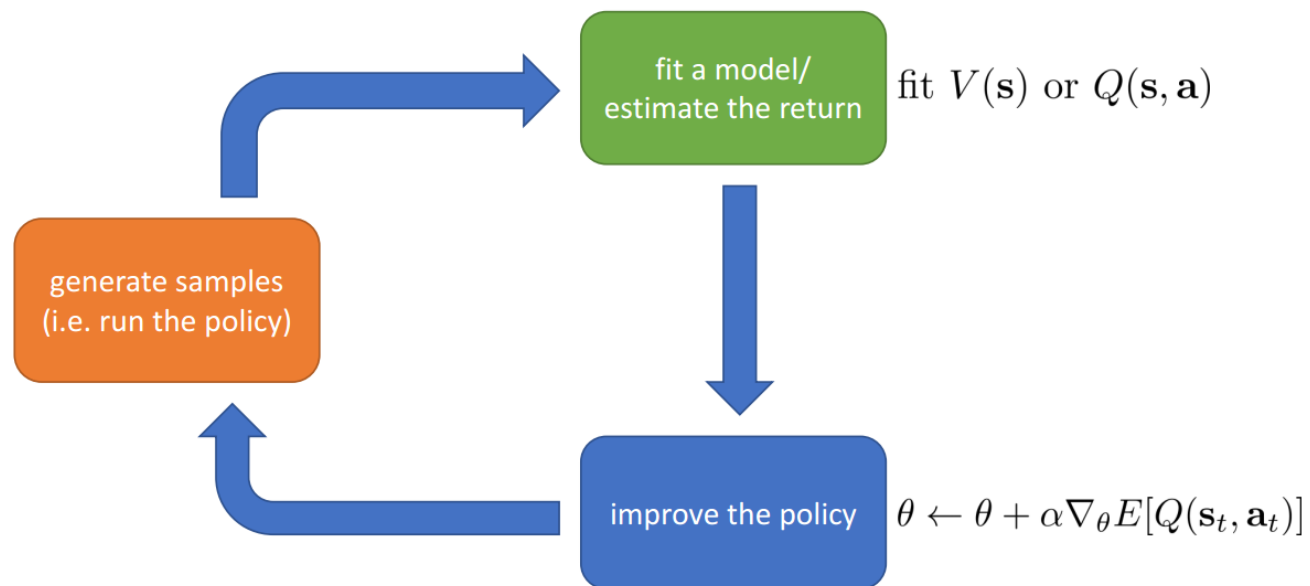 fit a model/
estimate the return
fit V(s) or Q(s, a)
generate samples
(i.e. run the policy)
improve the policy
θ ← θ + α∇θE[Q(st, at)]